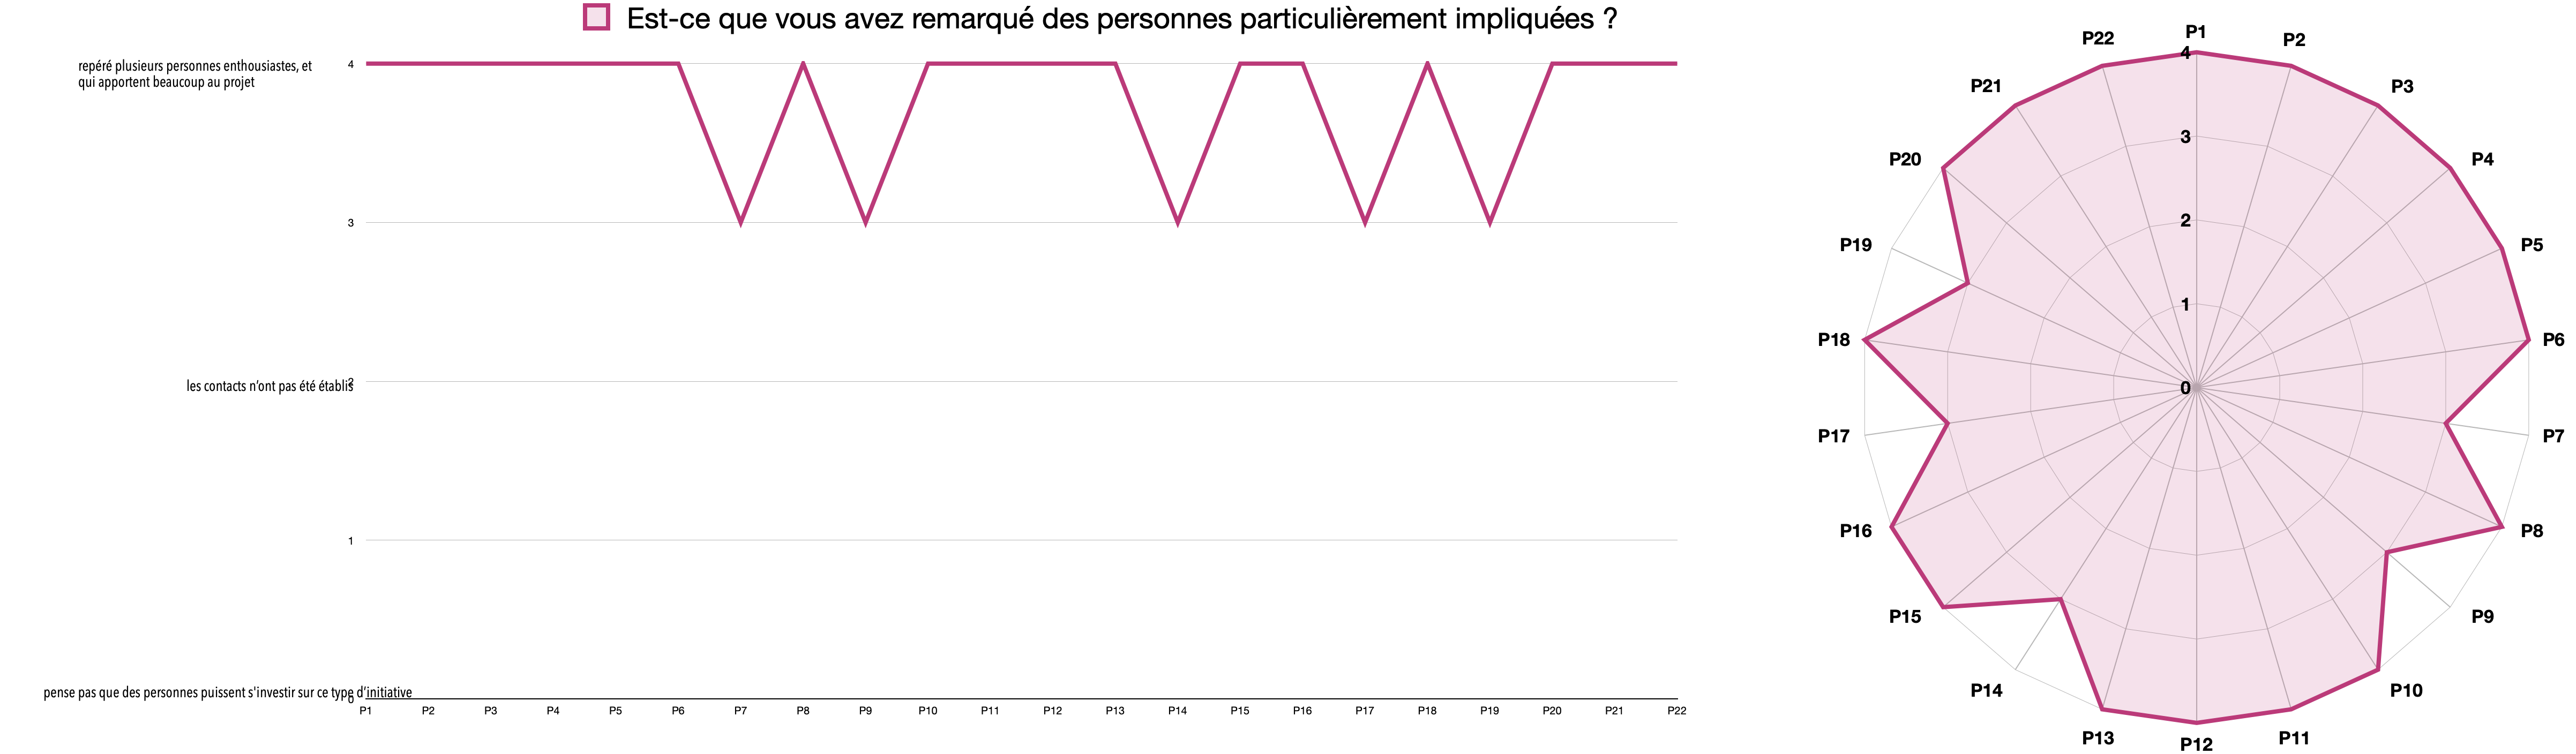 Est-ce que vous avez remarqué des personnes particulièrement impliquées ?
repéré plusieurs personnes enthousiastes, et
qui apportent beaucoup au projet
4
3
les contacts n’ont pas été établis
2
1
pense pas que des personnes puissent s'investir sur ce type d’initiative
0
P1 P2 P3 P4 P5 P6 P7 P8 P9 P10 P11 P12 P13 P14 P15 P16 P17 P18 P19 P20 P21 P22
P1
P2
P3
P4
P5
P6
P7
P8
P9
P10
P11
P12
P13
P14
P15
P16
P17
P18
P19
P20
P21
P22
4
3
2
1
0